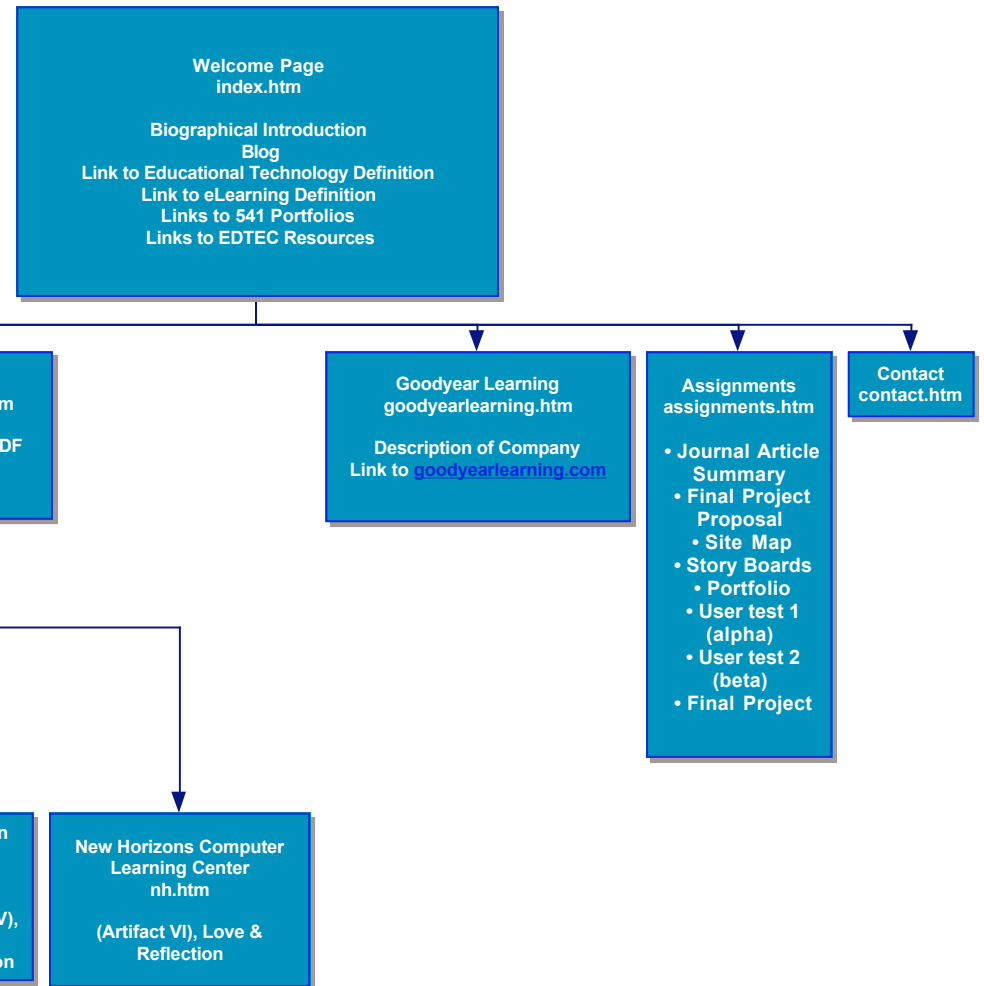 Welcome Page
index.htm
Biographical Introduction
Blog
Link to Educational Technology Definition
Link to eLearning Definition
Links to 541 Portfolios
Links to EDTEC Resources
m
DF
Goodyear Learning
goodyearlearning.htm
Description of Company
Link to goodyearlearning.com
Assignments
assignments.htm
• Journal Article
Summary
• Final Project
Proposal
• Site Map
• Story Boards
• Portfolio
• User test 1
(alpha)
• User test 2
(beta)
• Final Project
Contact
contact.htm
n
V),
on
New Horizons Computer
Learning Center
nh.htm
(Artifact VI), Love &
Reflection